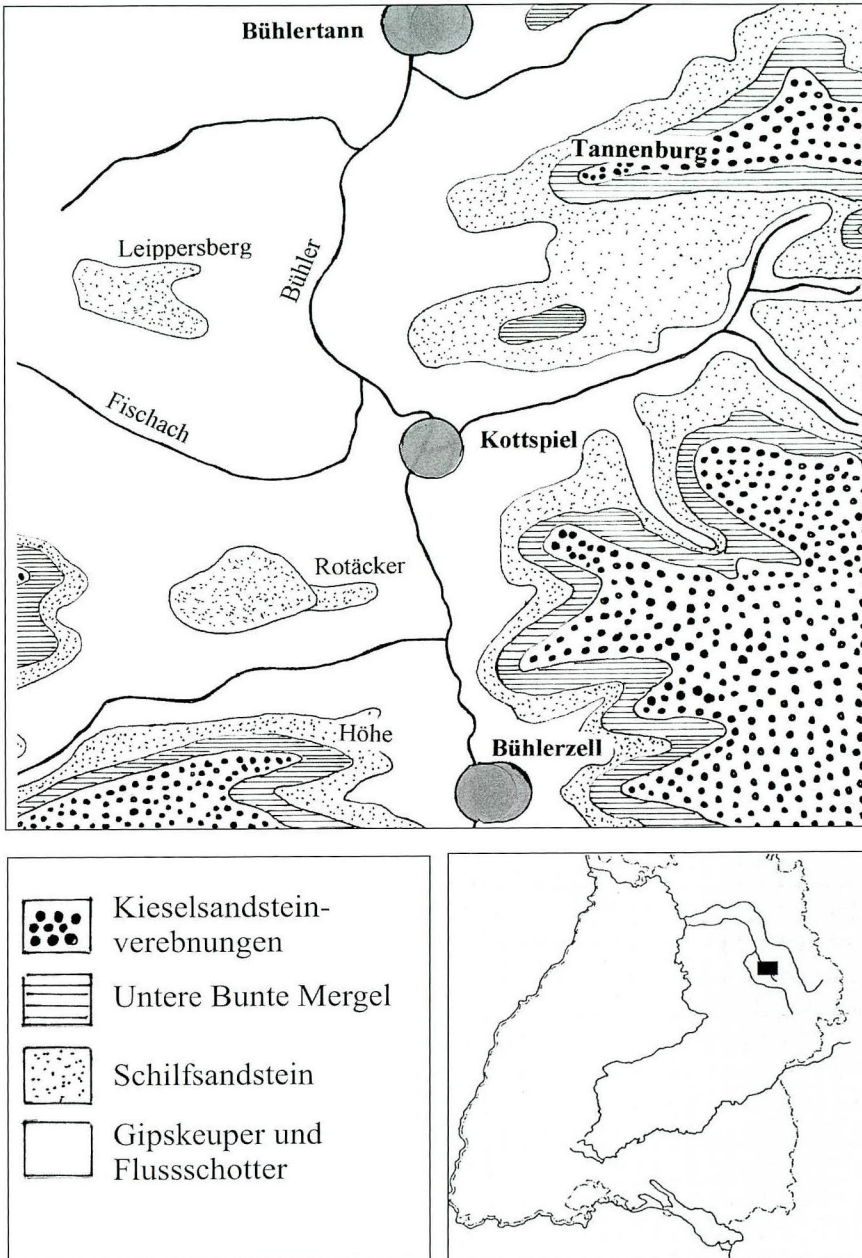 Bühlertann
Tannenburg
Leippersberg
Bühler
Fischach
Kottspiel
Rotäcker
Höhe
Bühlerzell
Kieselsandstein-
verebnungen
Untere Bunte Mergel
Schilfsandstein
Gipskeuper und
Flussschotter